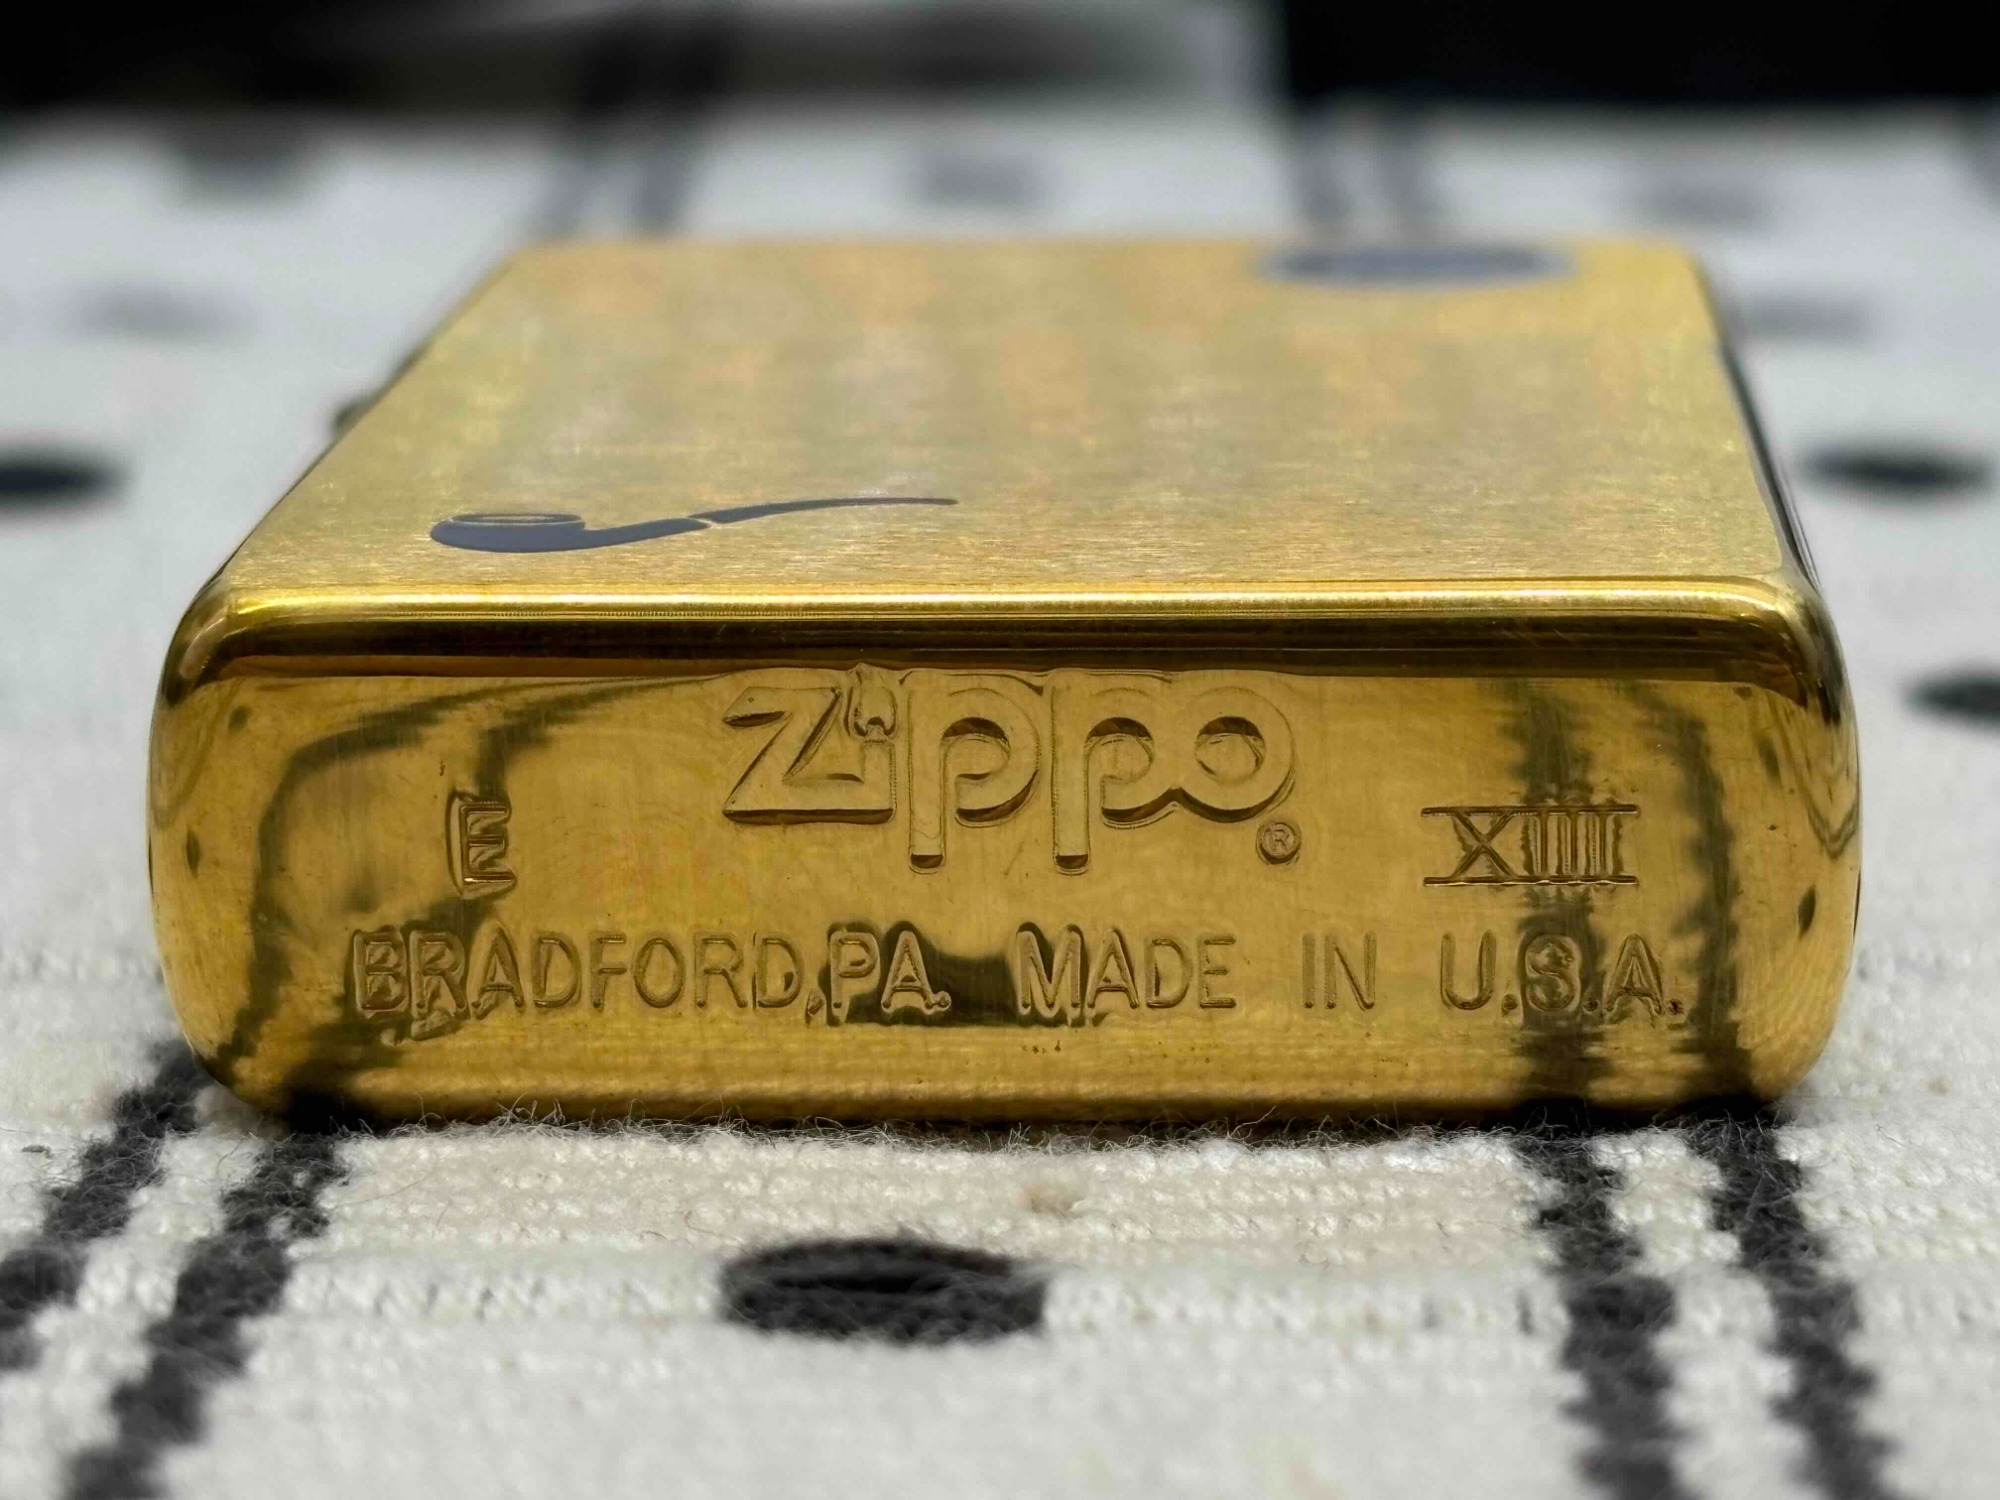 Zippo ®
E XIII
BRADFORD,PA. MADE IN U.S.A.